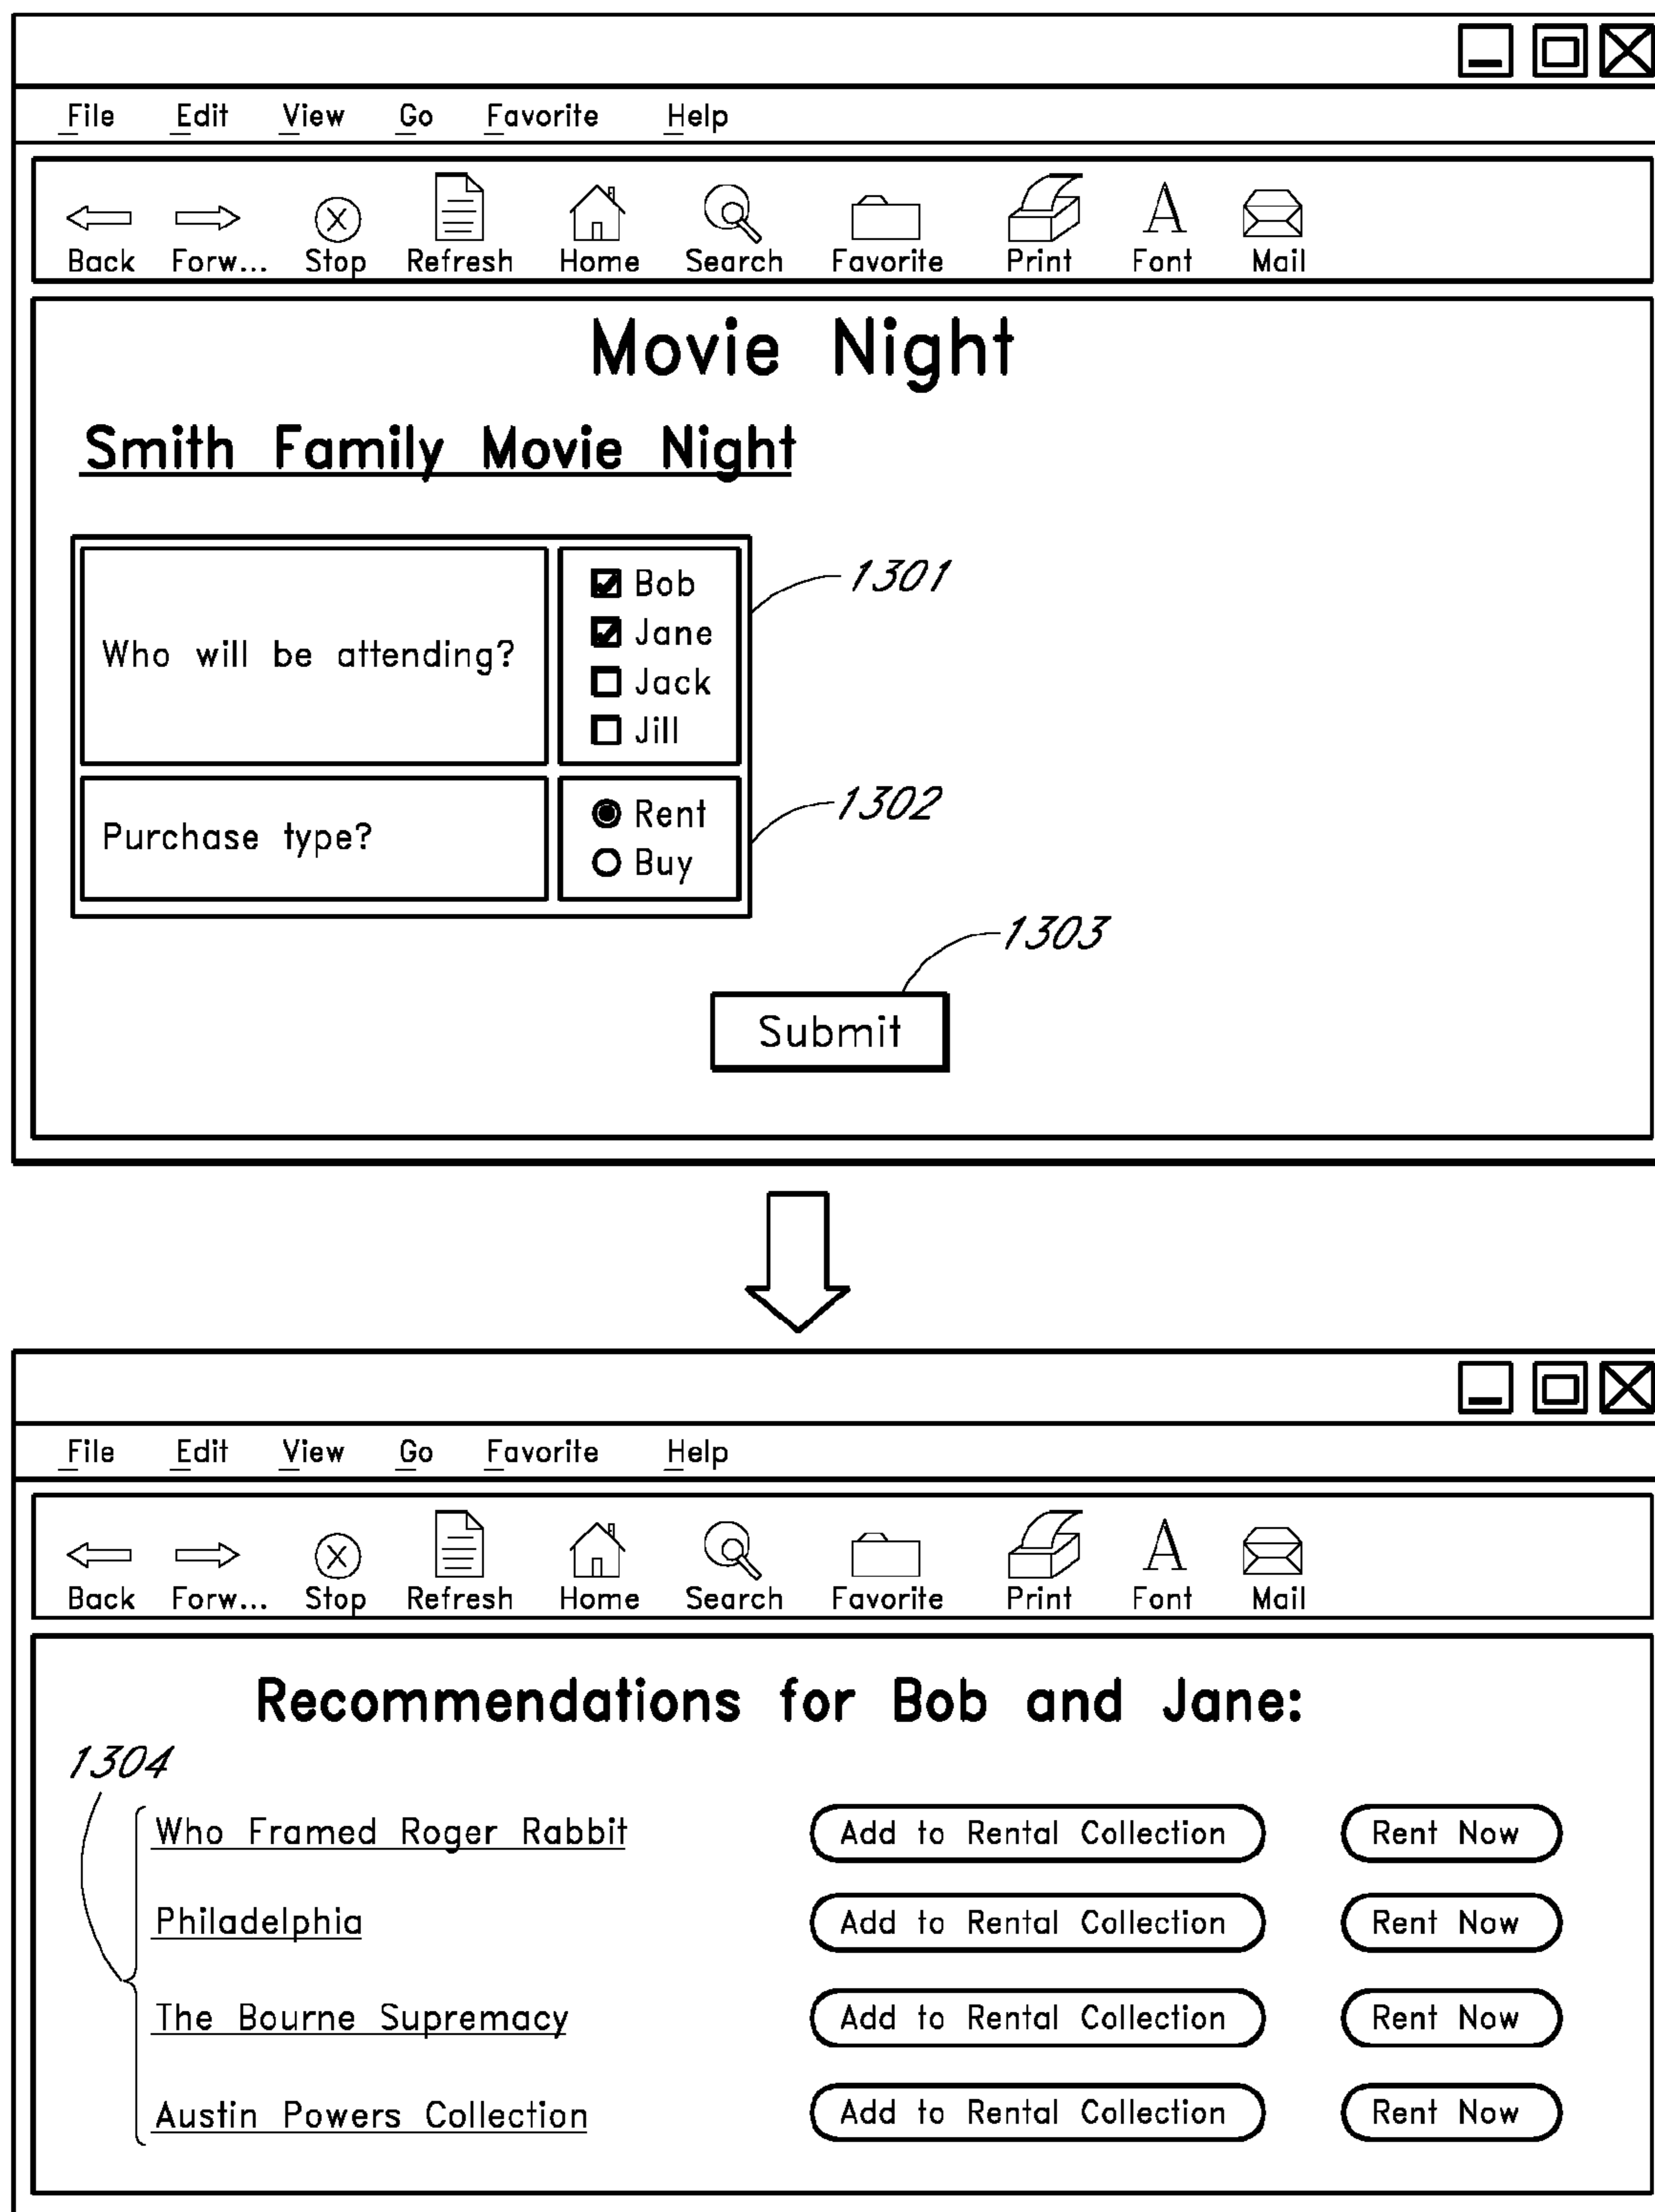 File Edit View Go Favorite Help
Back Forw... Stop Refresh Home Search Favorite Print Font Mail
Movie Night
Smith Family Movie Night
Who will be attending?
Bob
Jane
Jack
Jill
1301
Purchase type?
Rent
Buy
1302
1303
Submit
File Edit View Go Favorite Help
Back Forw... Stop Refresh Home Search Favorite Print Font Mail
Recommendations for Bob and Jane:
1304
Who Framed Roger Rabbit Add to Rental Collection Rent Now
Philadelphia Add to Rental Collection Rent Now
The Bourne Supremacy Add to Rental Collection Rent Now
Austin Powers Collection Add to Rental Collection Rent Now